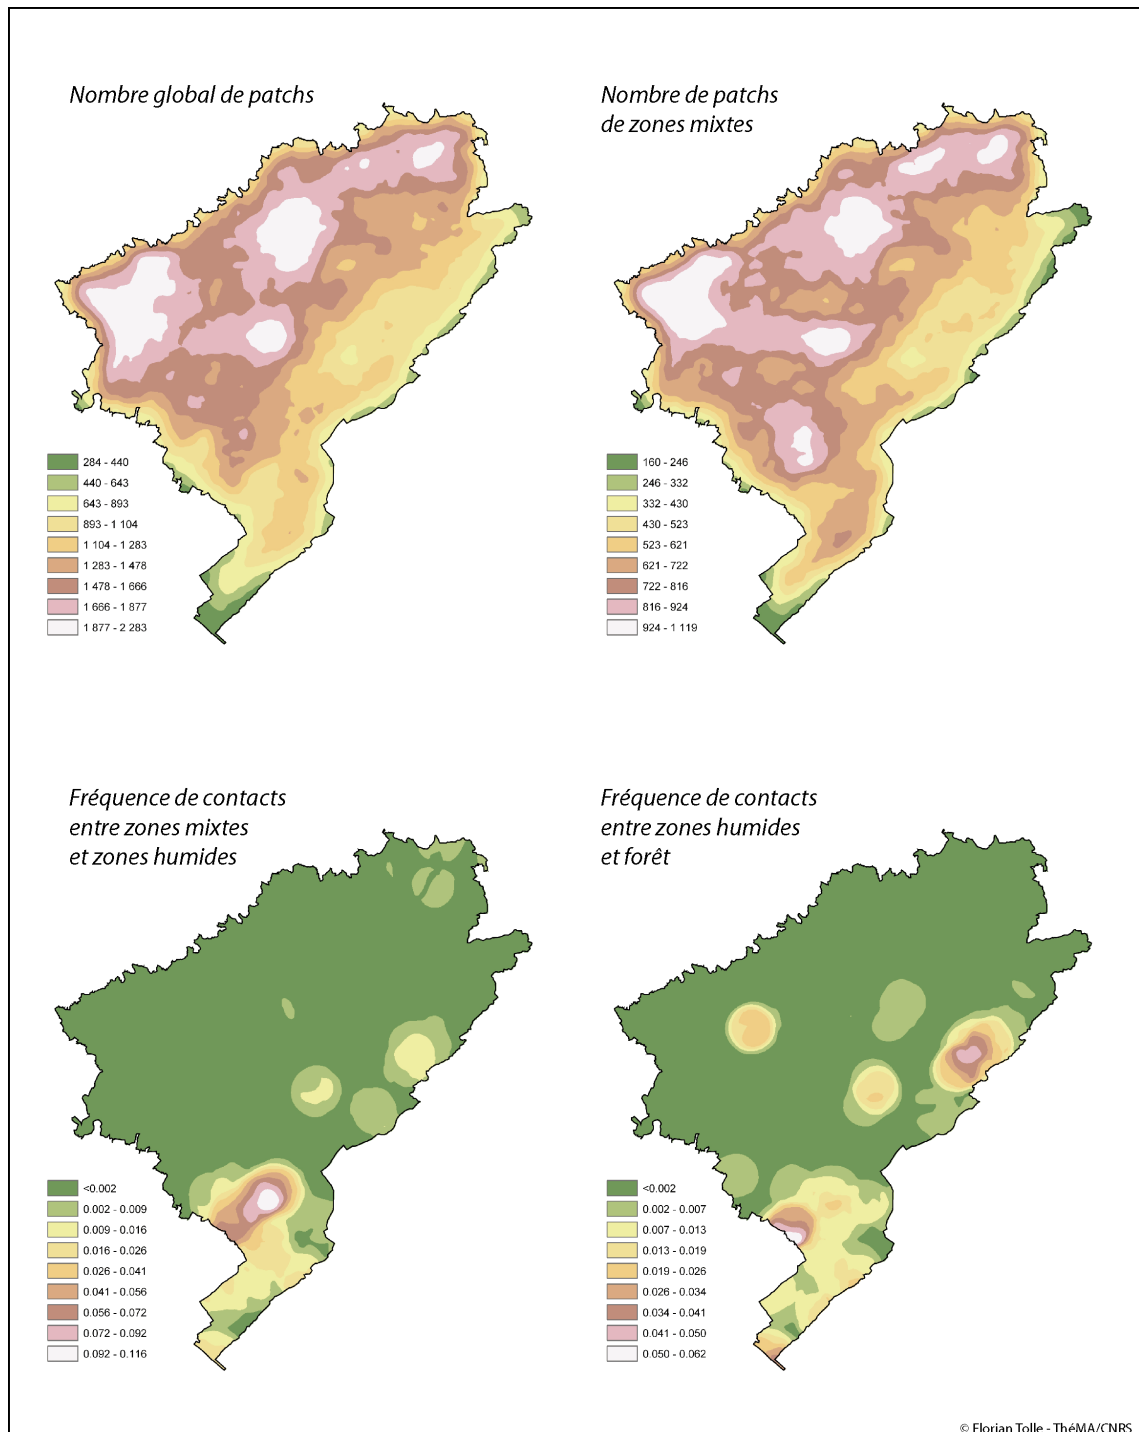 Nombre global de patchs
284 - 440
440 - 643
643 - 893
893 - 1 104
1 104 - 1 283
1 283 - 1 478
1 478 - 1 666
1 666 - 1 877
1 877 - 2 283
Nombre de patchs
de zones mixtes
160 - 246
246 - 332
332 - 430
430 - 523
523 - 621
621 - 722
722 - 816
816 - 924
924 - 1 119
Fréquence de contacts
entre zones mixtes
et zones humides
<0.002
0.002 - 0.009
0.009 - 0.016
0.016 - 0.026
0.026 - 0.041
0.041 - 0.056
0.056 - 0.072
0.072 - 0.092
0.092 - 0.116
Fréquence de contacts
entre zones humides
et forêt
<0.002
0.002 - 0.007
0.007 - 0.013
0.013 - 0.019
0.019 - 0.026
0.026 - 0.034
0.034 - 0.041
0.041 - 0.050
0.050 - 0.062
© Florian Tolle - ThéMA/CNRS